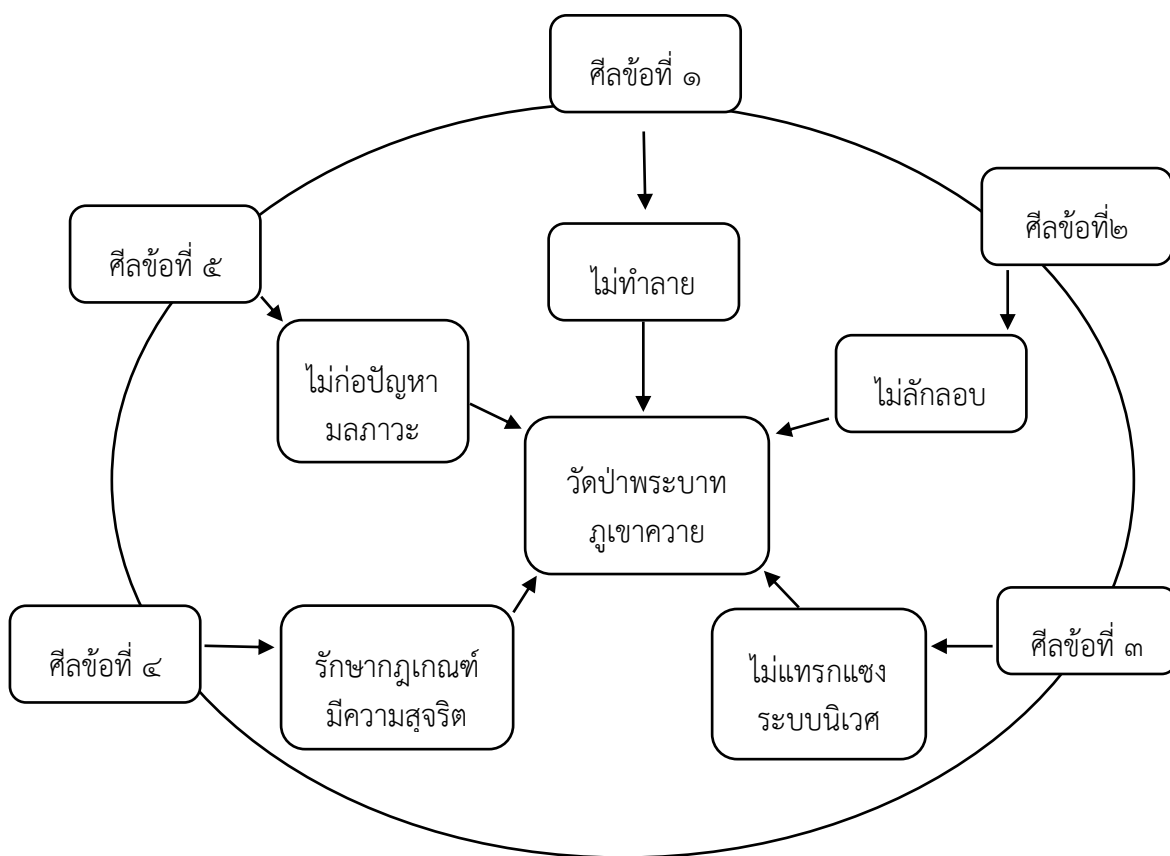 ศีลข้อที่ ๑
ศีลข้อที่๒
ศีลข้อที่ ๕
ไม่ทำลาย
ไม่ก่อปัญหา
มลภาวะ
ไม่ลักลอบ
วัดป่าพระบาท
ภูเขาควาย
ศีลข้อที่ ๔
รักษากฎเกณฑ์
มีความสุจริต
ไม่แทรกแซง
ระบบนิเวศ
ศีลข้อที่ ๓